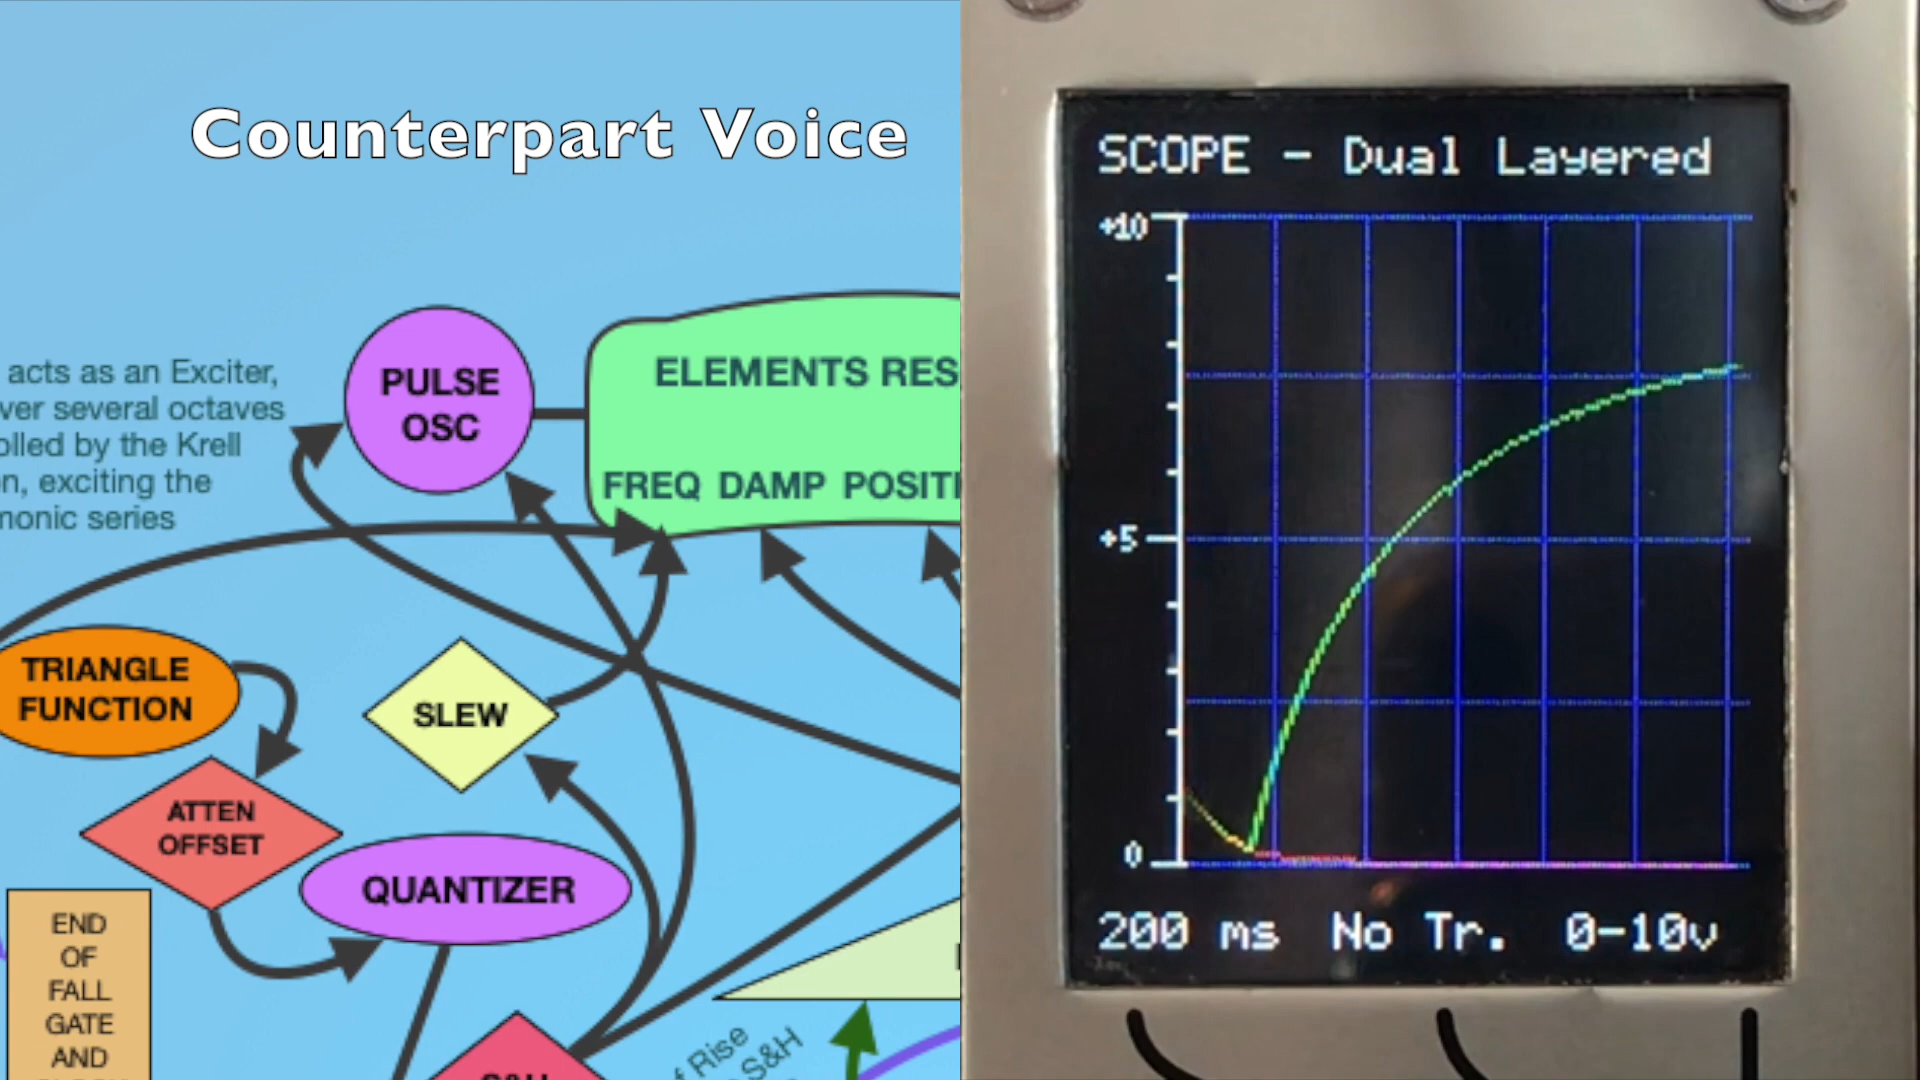 Counterpart Voice
acts as an Exciter,
ver several octaves
olled by the Krell
n, exciting the
monic series
PULSE
OSC
ELEMENTS RES
FREQ DAMP POSITI
TRIANGLE
FUNCTION
SLEW
ATTEN
OFFSET
QUANTIZER
END
OF
FALL
GATE
AND
S&H
f Rise
S&H
SCOPE - Dual Layered
+10
+5
0
200 ms No Tr. 0-10v